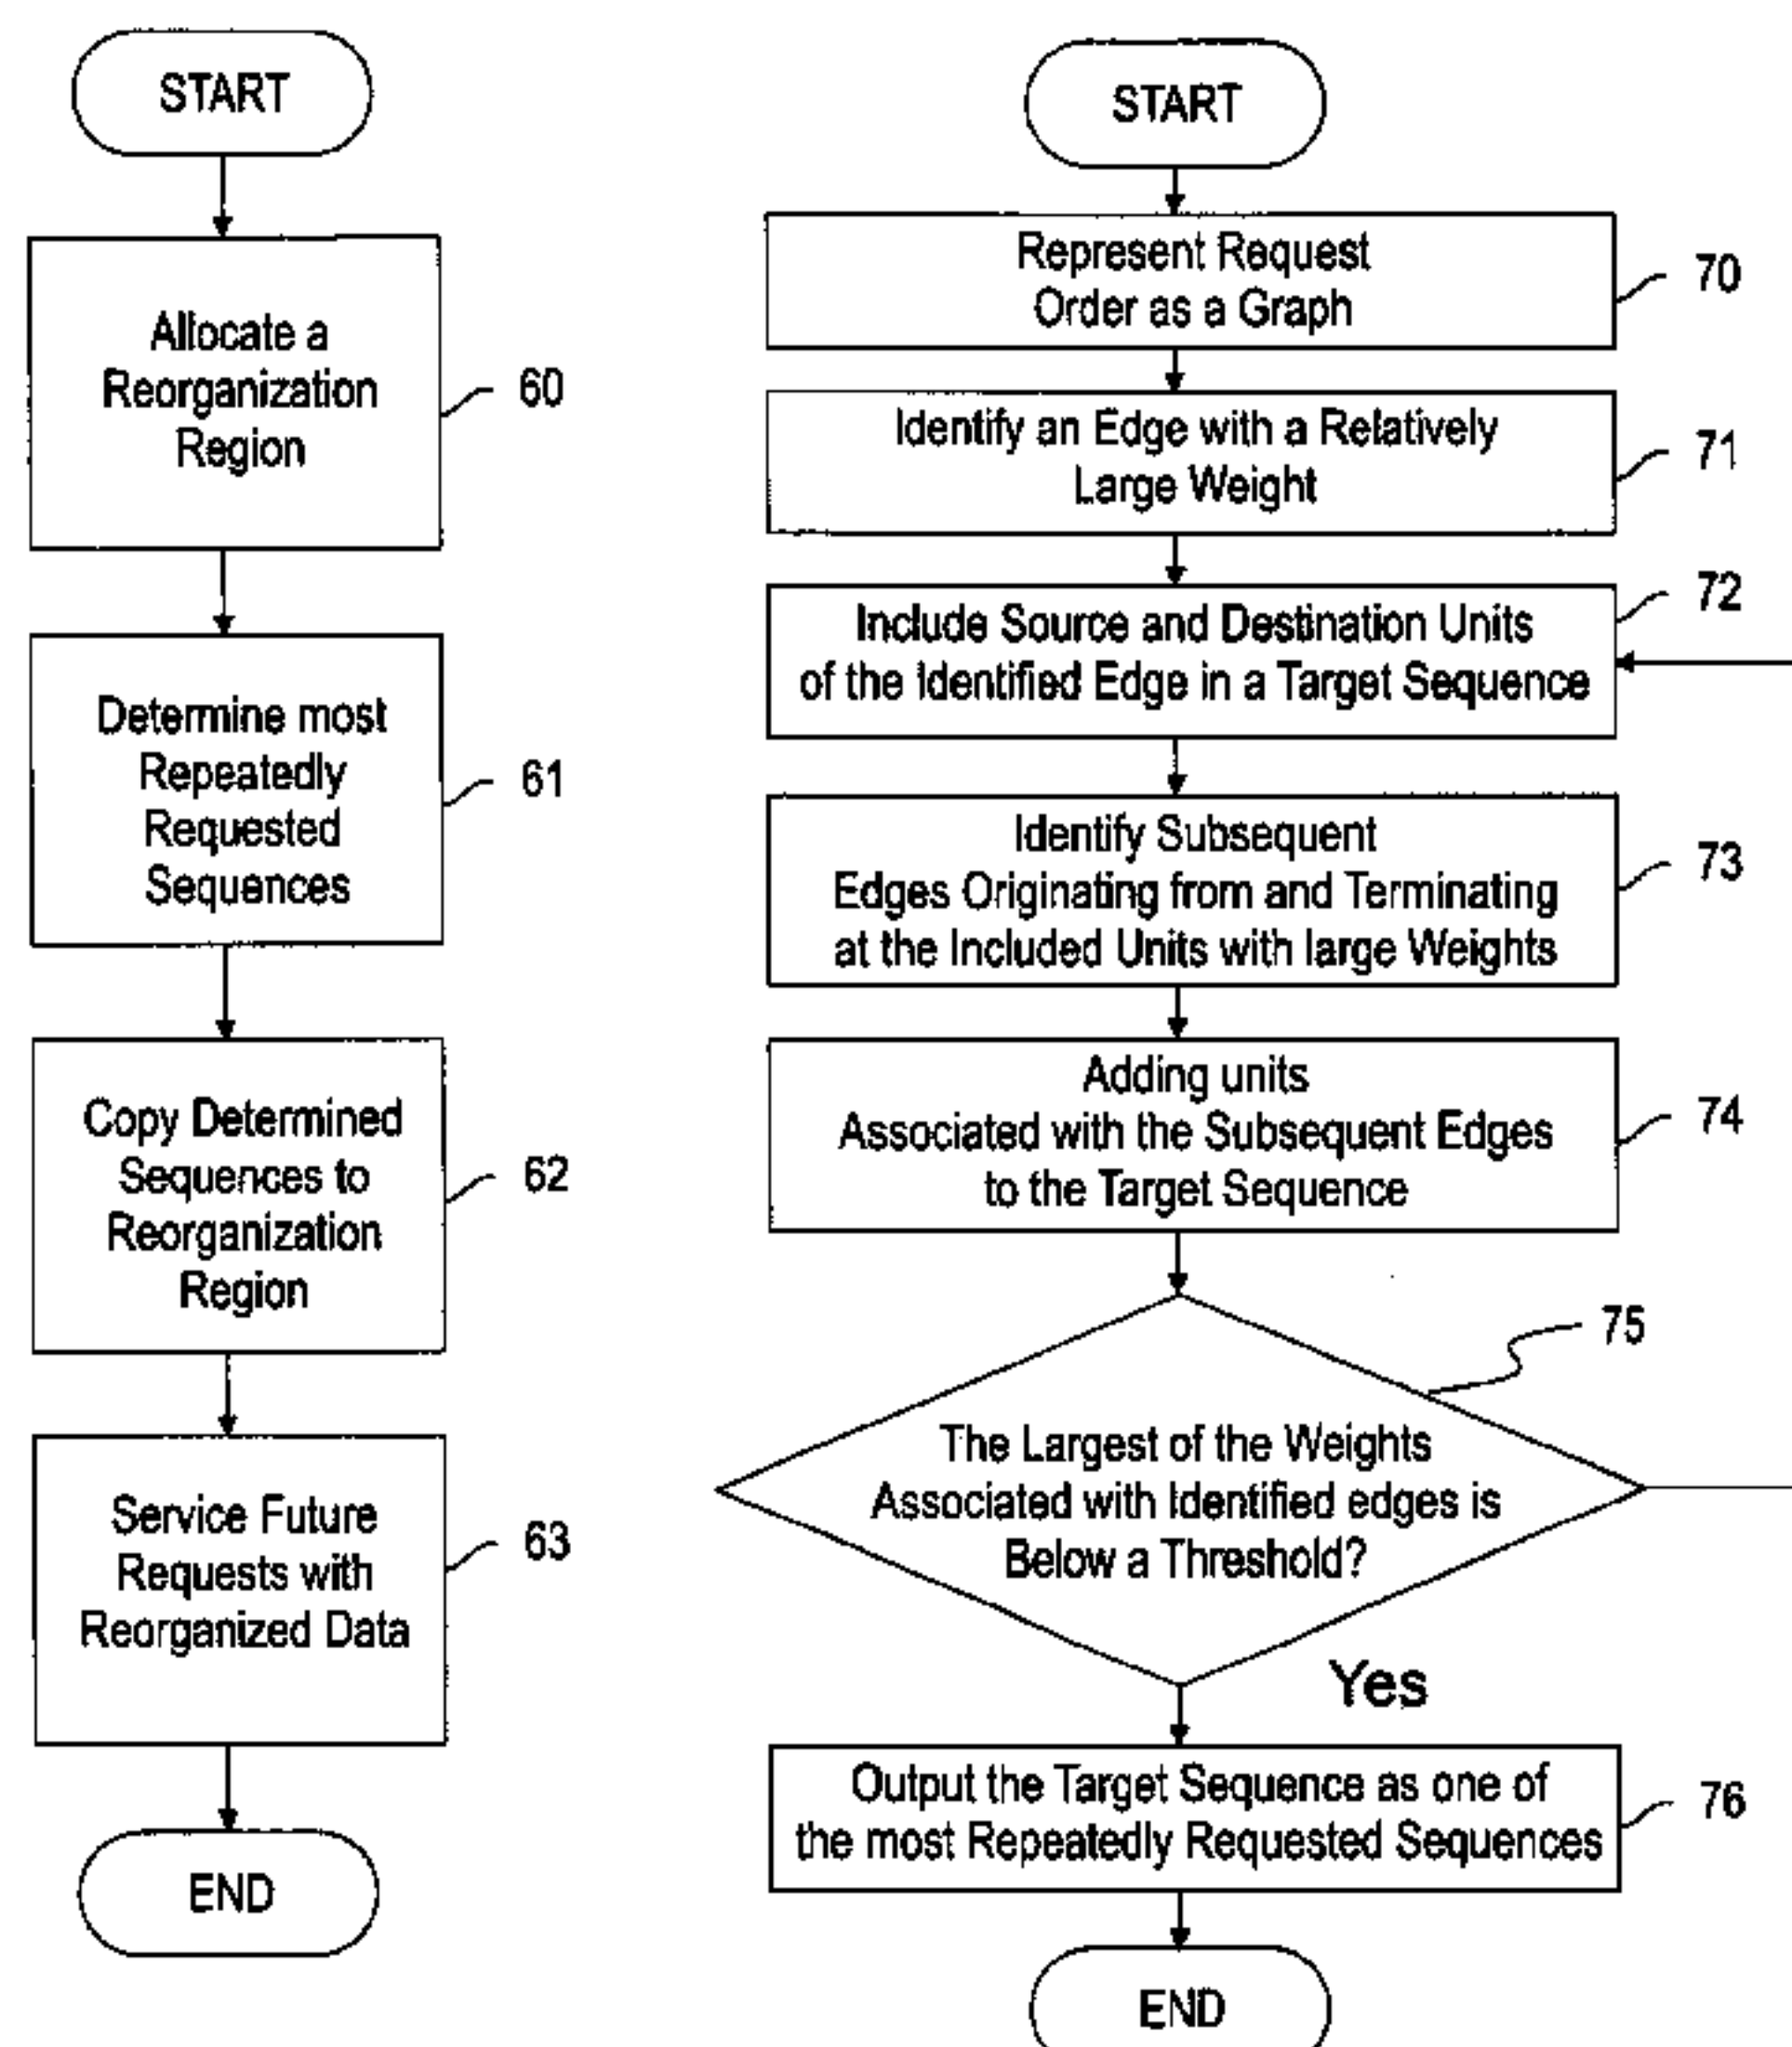 START
Allocate a
Reorganization
Region
60
Determine most
Repeatedly
Requested
Sequences
61
Copy Determined
Sequences to
Reorganization
Region
62
Service Future
Requests with
Reorganized Data
63
END
START
Represent Request
Order as a Graph
70
Identify an Edge with a Relatively
Large Weight
71
Include Source and Destination Units
of the Identified Edge in a Target Sequence
72
Identify Subsequent
Edges Originating from and Terminating
at the Included Units with large Weights
73
Adding units
Associated with the Subsequent Edges
to the Target Sequence
74
The Largest of the Weights
Associated with Identified edges is
Below a Threshold?
75
Yes
Output the Target Sequence as one of
the most Repeatedly Requested Sequences
76
END